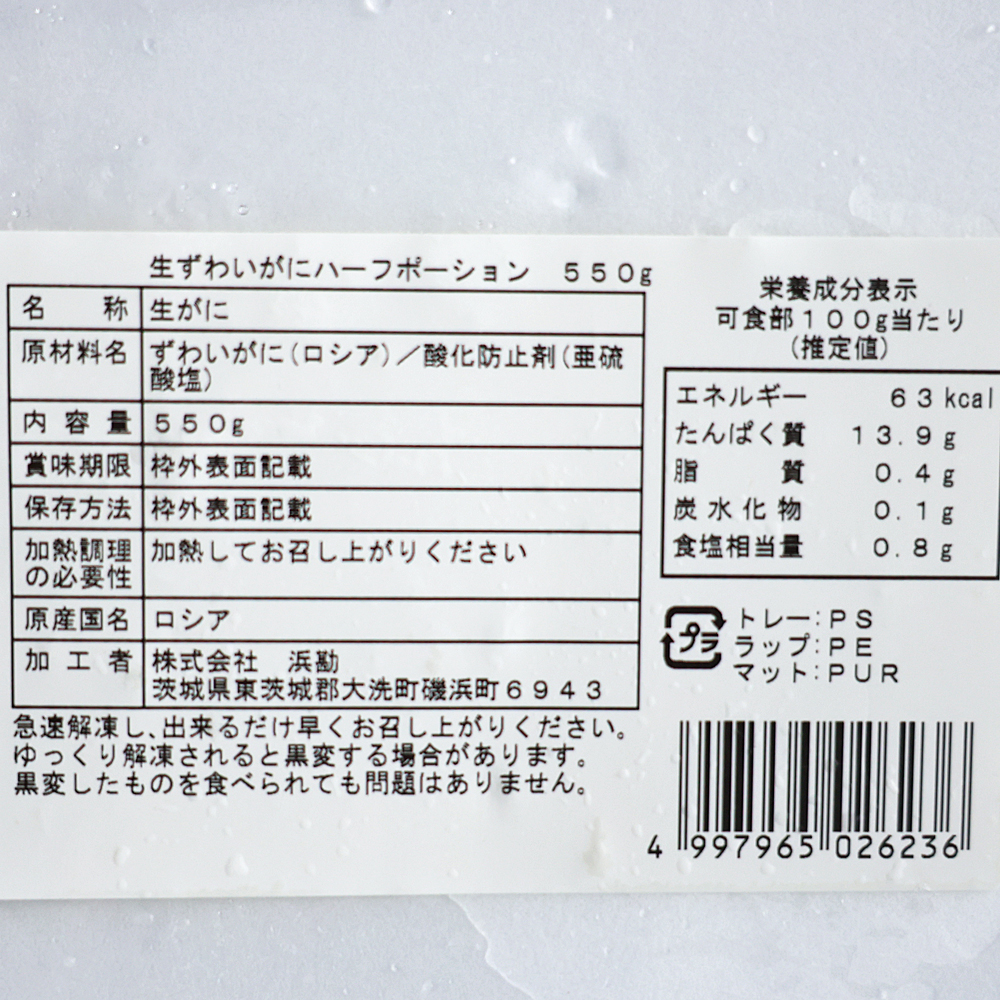 生ずわいがにハーフポーション　５５０g
名　称 生がに
原材料名 ずわいがに(ロシア)／酸化防止剤(亜硫
酸塩)
内容量 ５５０g
賞味期限 枠外表面記載
保存方法 枠外表面記載
加熱調理 加熱してお召し上がりください
の必要性
原産国名 ロシア
加工者 株式会社　浜勘
茨城県東茨城郡大洗町磯浜町６９４３
急速解凍し、出来るだけ早くお召し上がりください。
ゆっくり解凍されると黒変する場合があります。
黒変したものを食べられても問題はありません。
栄養成分表示
可食部１００g当たり
(推定値)
エネルギー　６３kcal
たんぱく質　１３.９g
脂　質　０.４g
炭水化物　０.１g
食塩相当量　０.８g
プラ
トレー：ＰＳ
ラップ：ＰＥ
マット：ＰＵＲ
4 997965 026236